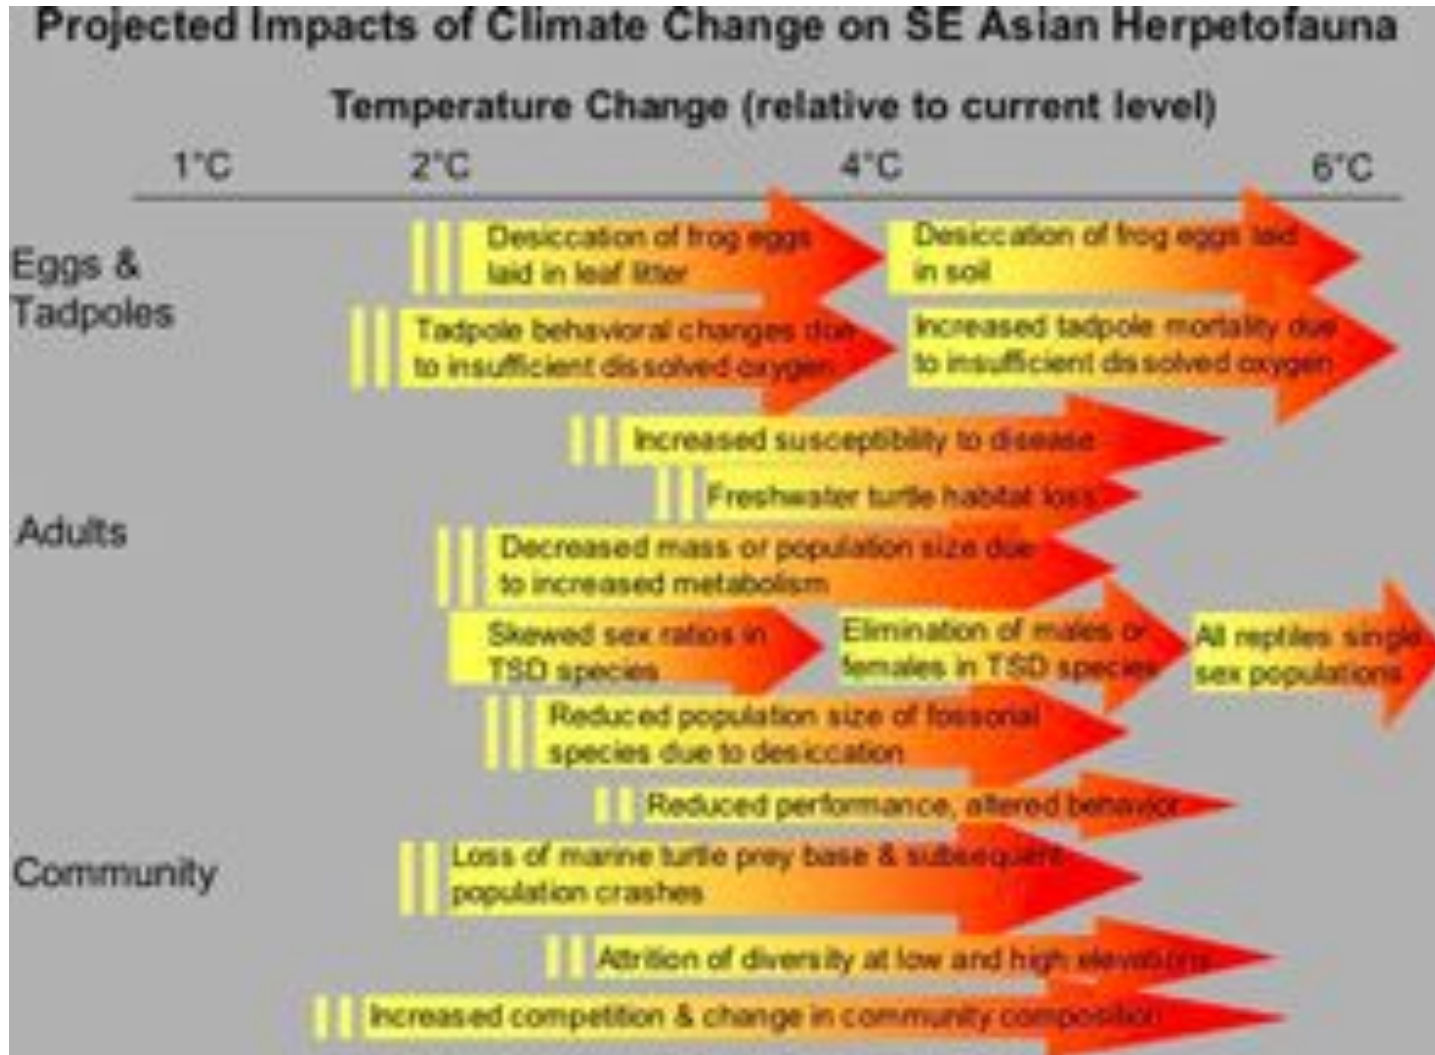 Projected Impacts of Climate Change on SE Asian Herpetofauna
Temperature Change (relative to current level)
1°C 2°C 4°C 6°C
Eggs &
Tadpoles
Desiccation of frog eggs
laid in leaf litter
Desiccation of frog eggs laid
in soil
Tadpole behavioral changes due
to insufficient dissolved oxygen
Increased tadpole mortality due
to insufficient dissolved oxygen
Adults
Increased susceptibility to disease
Freshwater turtle habitat loss
Decreased mass or population size due
to increased metabolism
Skewed sex ratios in
TSD species
Elimination of males or
females in TSD species
All reptiles single
sex populations
Reduced population size of fossorial
species due to desiccation
Reduced performance, altered behavior
Community
Loss of marine turtle prey base & subsequent
population crashes
Attrition of diversity at low and high elevations
Increased competition & change in community composition